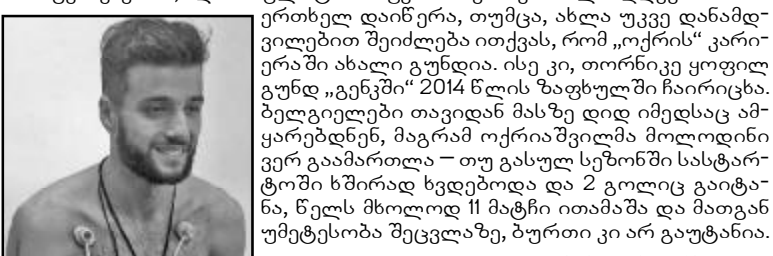 ერთხელ დაიწერა, თუმცა, ახლა უკვე დანამდ-
ვილებით შეიძლება ითქვას, რომ „ოქრის“ კარი-
ერაში ახალი გუნდია. ისე კი, თორნიკე ყოფილ
გუნდ „გენკში“ 2014 წლის ზაფხულში ჩაირიცხა.
ბელგიელები თავიდან მასზე დიდ იმედსაც ამ-
ყარებდნენ, მაგრამ ოქრიაშვილმა მოლოდინი
ვერ გაამართლა — თუ გასულ სეზონში სასტარ-
ტოში ხშირად ხვდებოდა და 2 გოლიც გაიტა-
ნა, წელს მხოლოდ 11 მატჩი ითამაშა და მათგან
უმეტესობა შეცვლაზე, ბურთი კი არ გაუტანია.